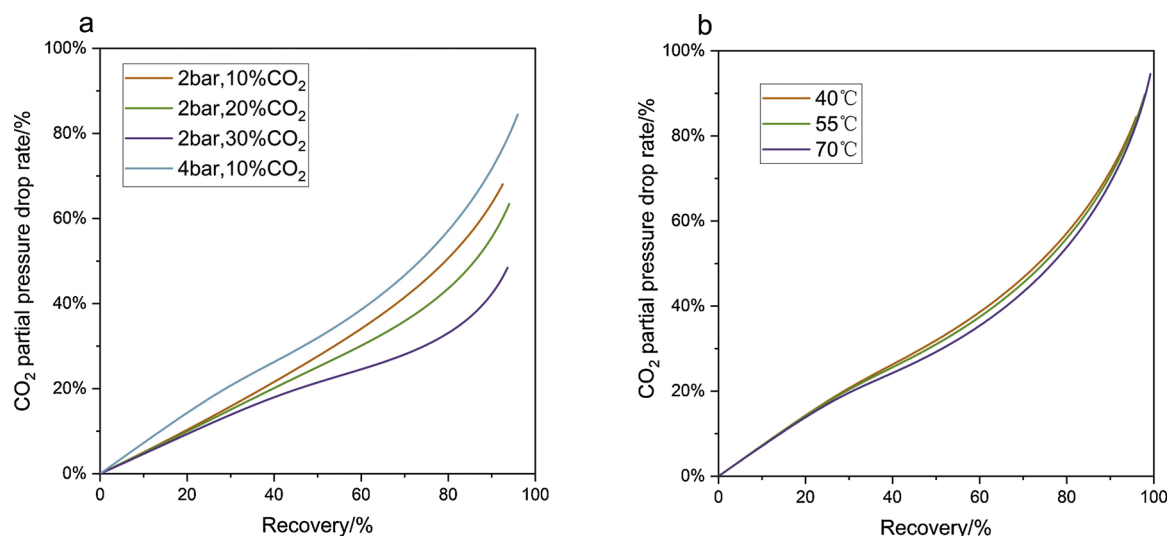 a
100%
80%
60%
40%
20%
0%
CO₂ partial pressure drop rate/%
2bar,10%CO₂
2bar,20%CO₂
2bar,30%CO₂
4bar,10%CO₂
0 20 40 60 80 100
Recovery/%
b
100%
80%
60%
40%
20%
0%
CO₂ partial pressure drop rate/%
40℃
55℃
70℃
0 20 40 60 80 100
Recovery/%